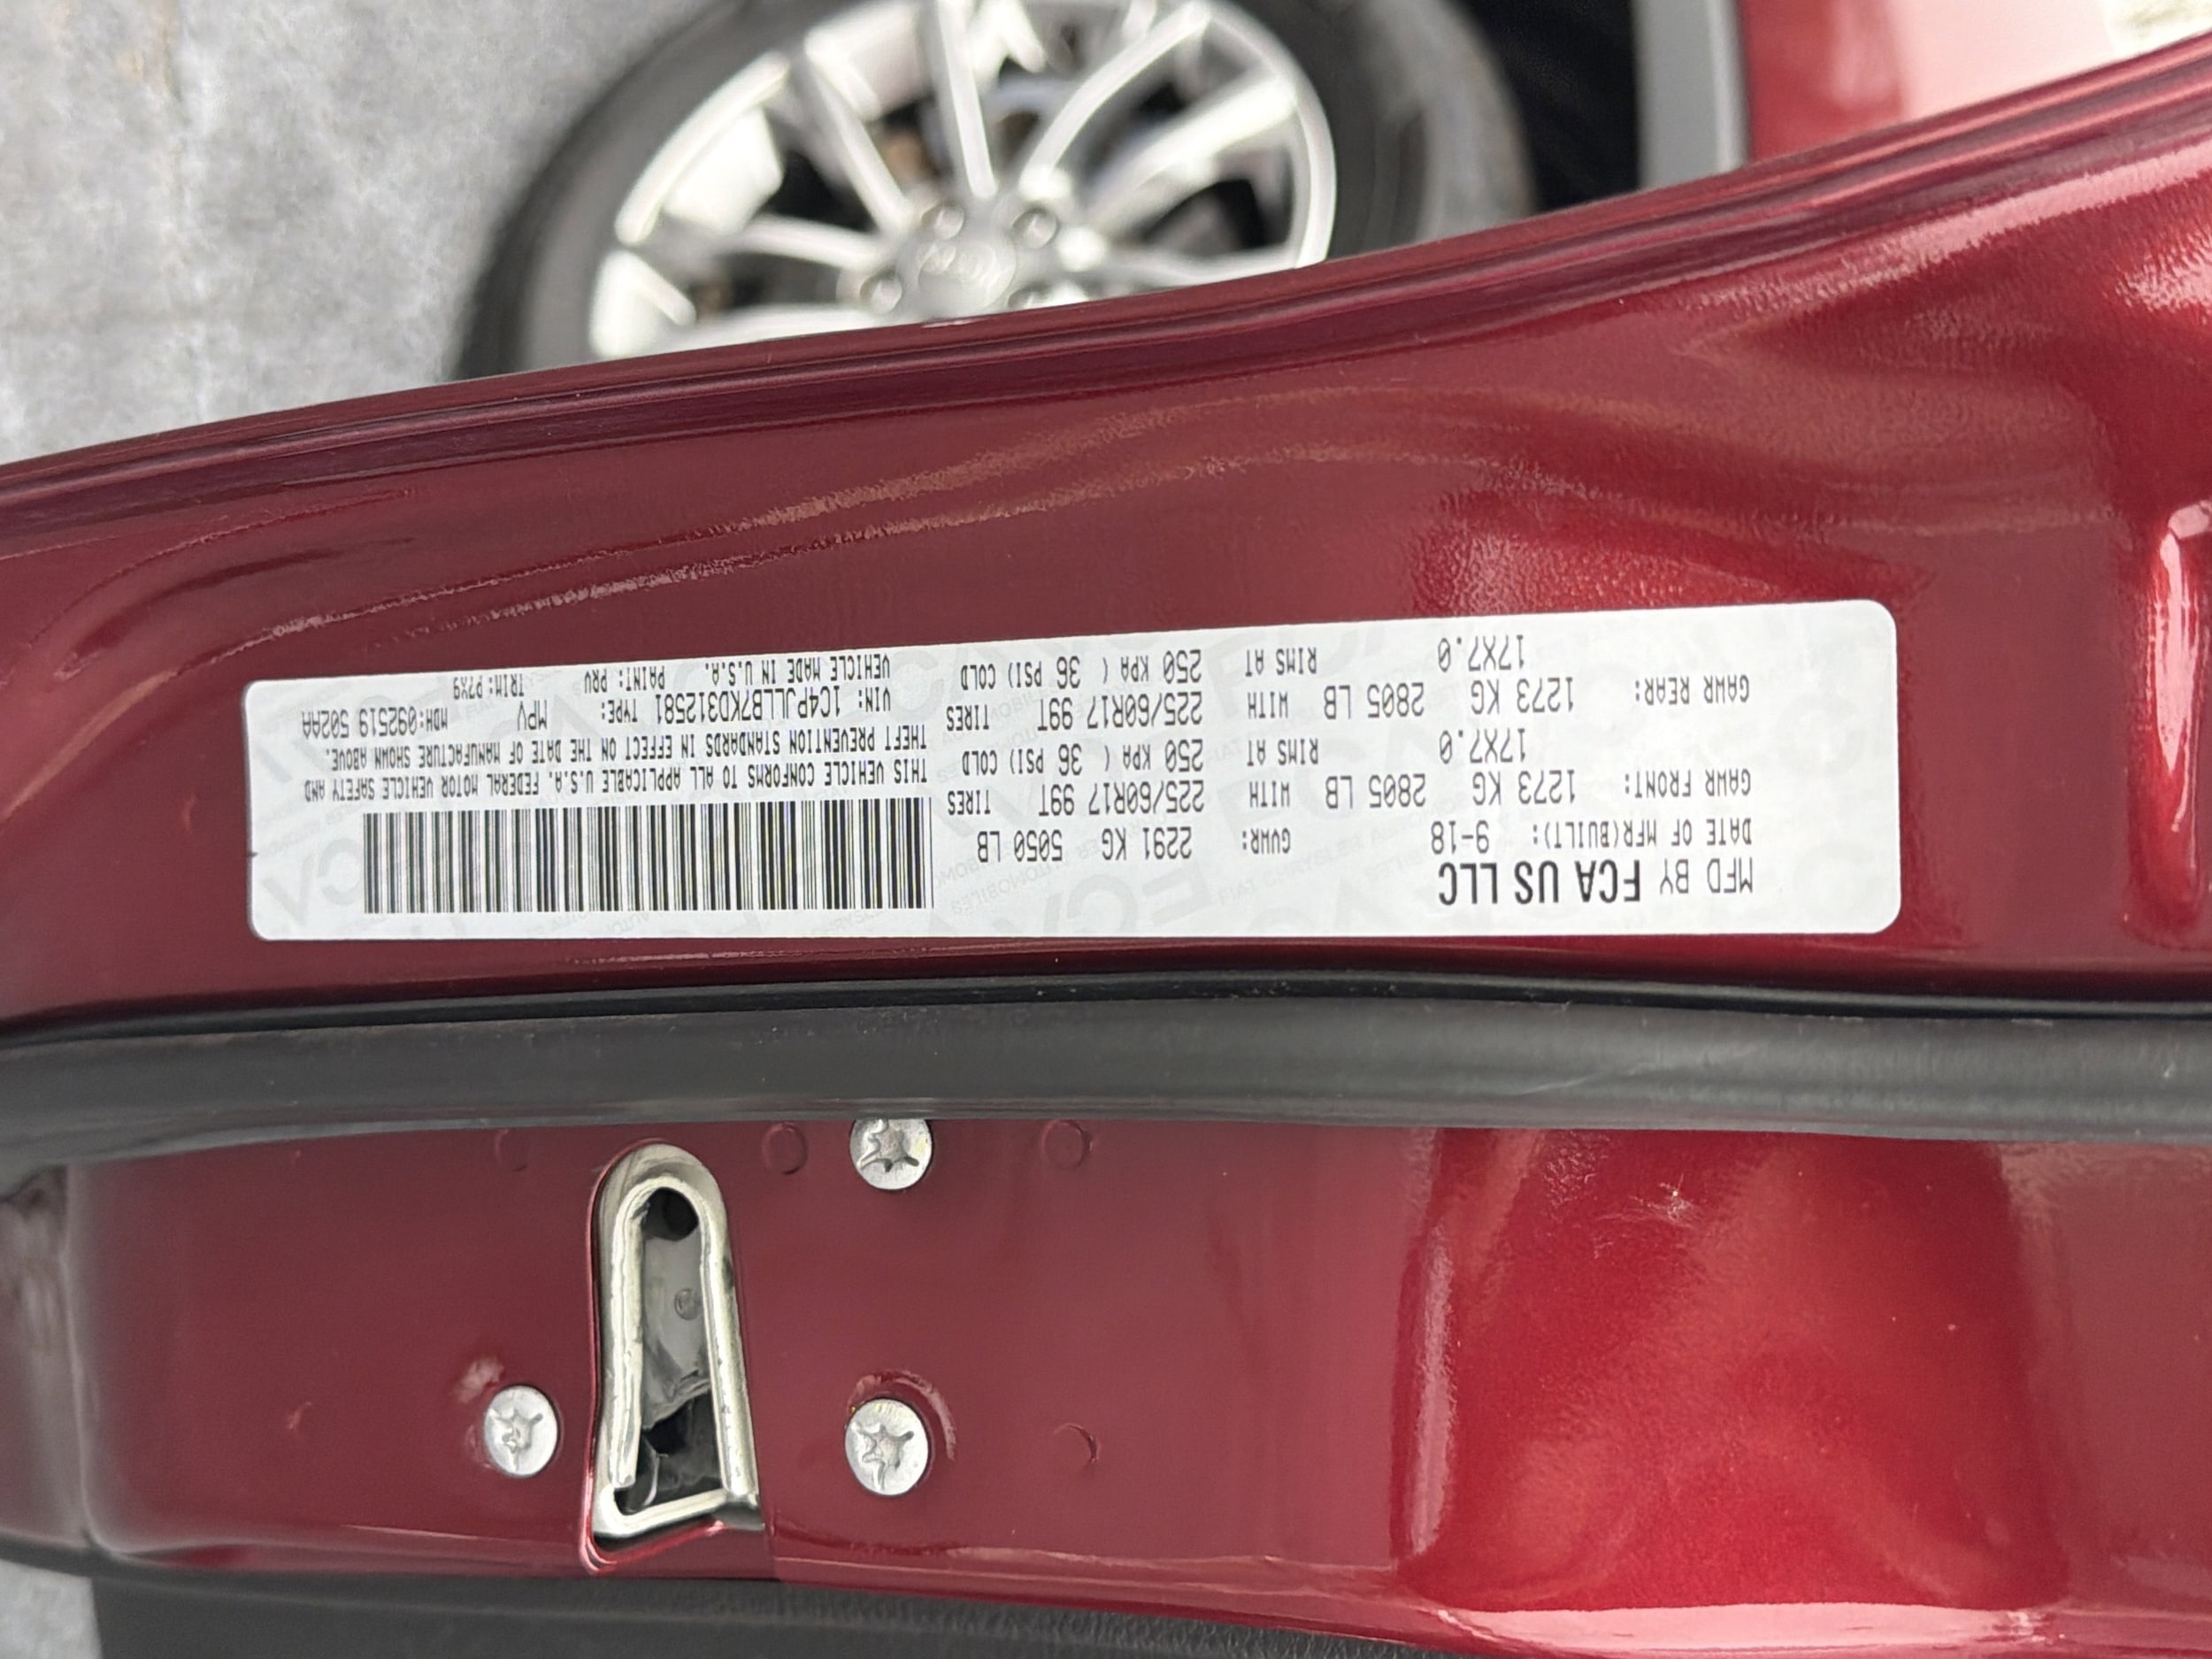 MFD BY FCA US LLC
DATE OF MFR(BUILT): 9-18 GVWR: 2291 KG 5050 LB
GAWR FRONT: 1273 KG 2805 LB WITH 225/60R17 99T TIRES
17X7.0 RIMS AT 250 KPA ( 36 PSI) COLD
GAWR REAR: 1273 KG 2805 LB WITH 225/60R17 99T TIRES
17X7.0 RIMS AT 250 KPA ( 36 PSI) COLD
THIS VEHICLE CONFORMS TO ALL APPLICABLE U.S.A. FEDERAL MOTOR VEHICLE SAFETY AND
THEFT PREVENTION STANDARDS IN EFFECT ON THE DATE OF MANUFACTURE SHOWN ABOVE.
VIN: 1C4PJLLB7KD312581 TYPE: MPV MDH:092519 502AA
VEHICLE MADE IN U.S.A. PAINT: PRV TRIM: P7X9